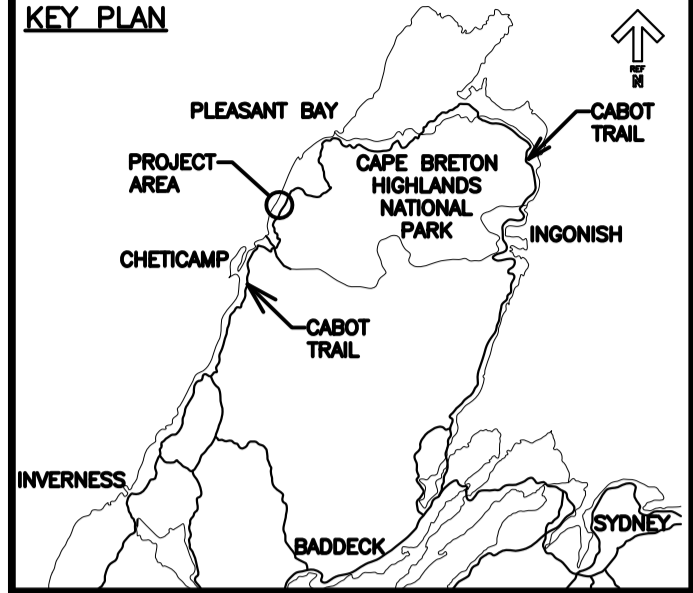 KEY PLAN
REF
N
PLEASANT BAY
CABOT
TRAIL
PROJECT
AREA
CAPE BRETON
HIGHLANDS
NATIONAL
PARK
INGONISH
CHETICAMP
CABOT
TRAIL
INVERNESS
SYDNEY
BADDECK